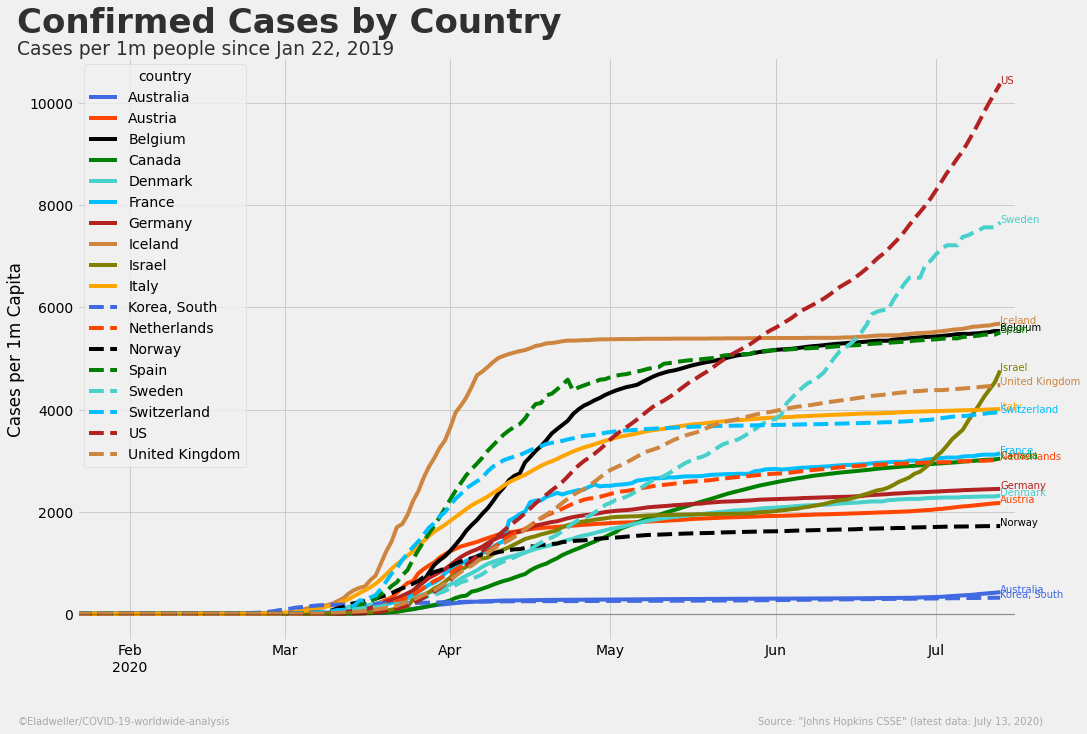 Confirmed Cases by Country
Cases per 1m people since Jan 22, 2019
country
Australia
Austria
Belgium
Canada
Denmark
France
Germany
Iceland
Israel
Italy
Korea, South
Netherlands
Norway
Spain
Sweden
Switzerland
US
United Kingdom
Cases per 1m Capita
10000
8000
6000
4000
2000
0
US
Sweden
Iceland
Belgium
Spain
Israel
United Kingdom
Italy
Switzerland
France
Canada
Netherlands
Germany
Denmark
Austria
Norway
Australia
Korea, South
Feb Mar Apr May Jun Jul
2020
©Eladweller/COVID-19-worldwide-analysis
Source: "Johns Hopkins CSSE" (latest data: July 13, 2020)